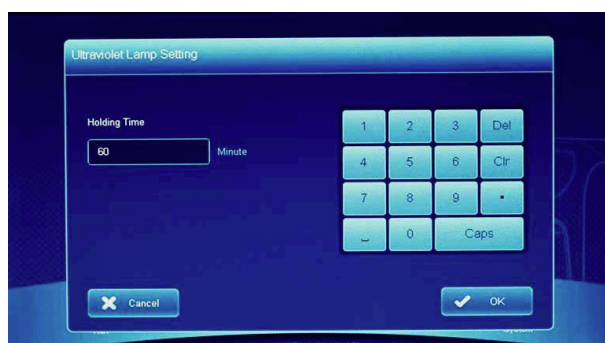 Ultraviolet Lamp Setting
Holding Time
60 Minute
1 2 3 Del
4 5 6 Clr
7 8 9 .
0 Caps
Cancel
OK